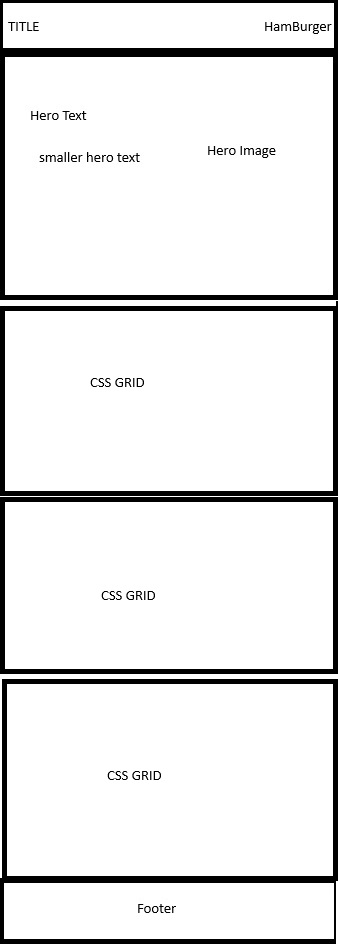 TITLE
HamBurger
Hero Text
Hero Image
smaller hero text
CSS GRID
CSS GRID
CSS GRID
Footer